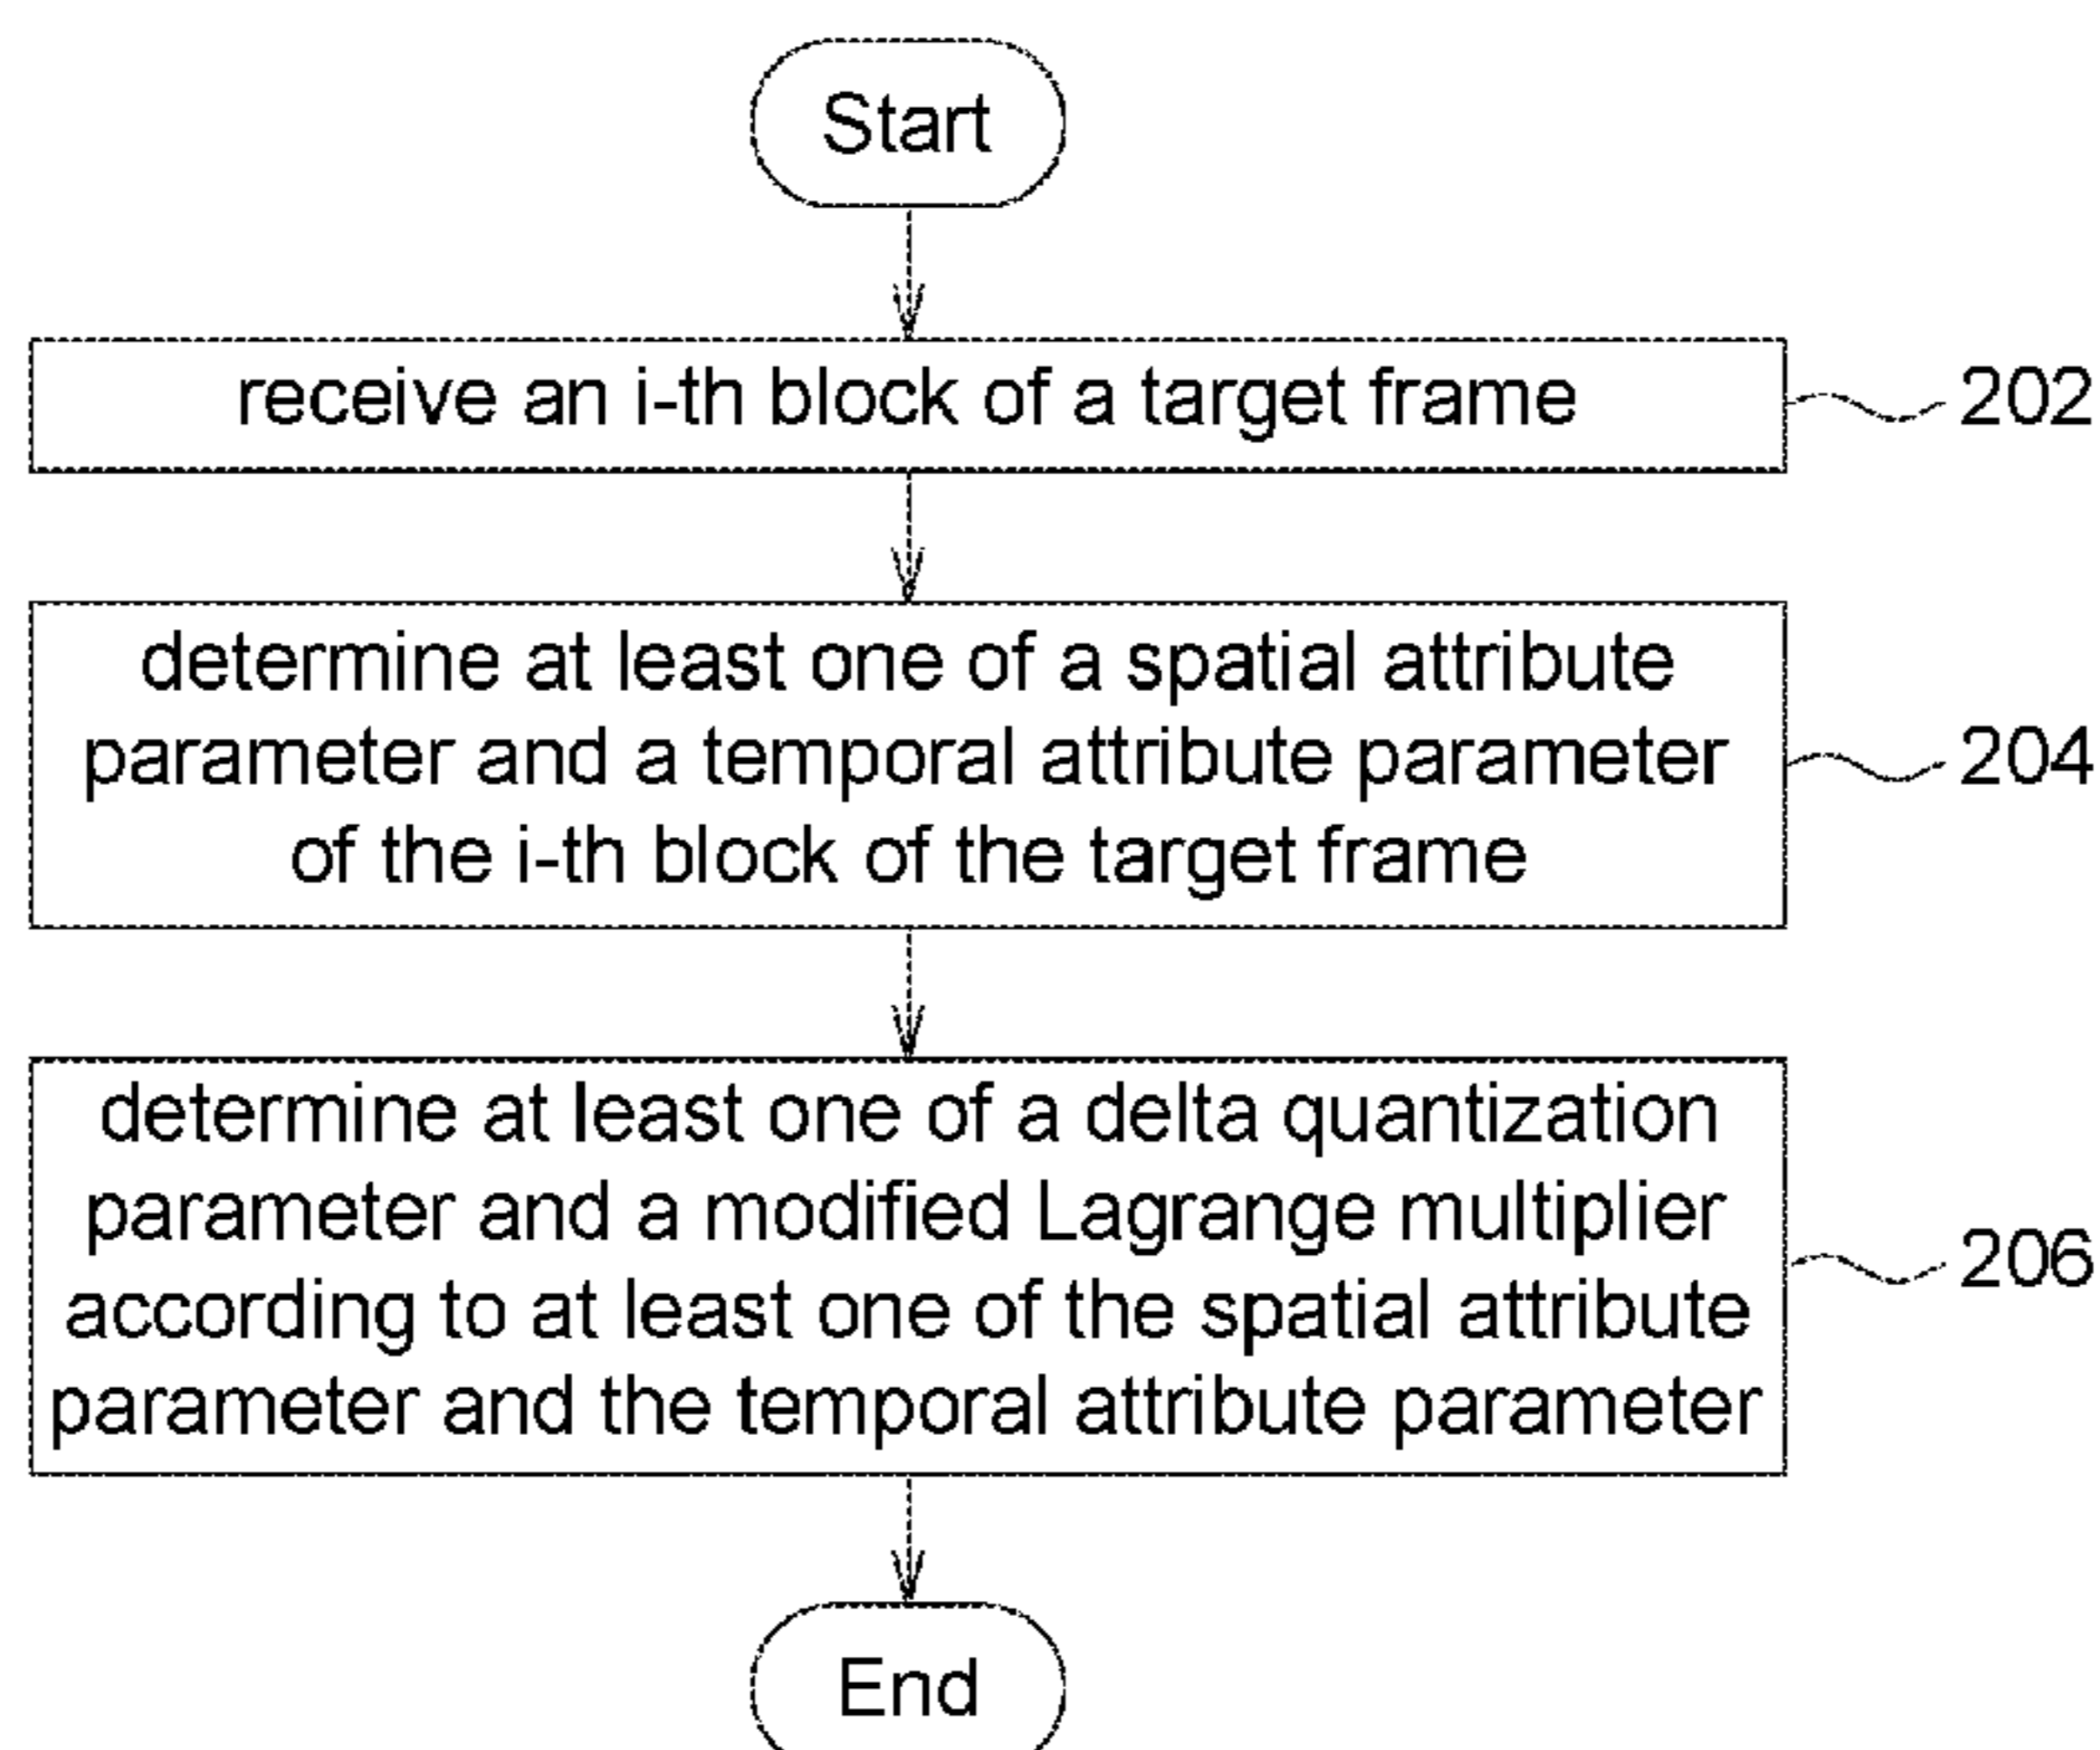 Start
receive an i-th block of a target frame
202
determine at least one of a spatial attribute
parameter and a temporal attribute parameter
of the i-th block of the target frame
204
determine at least one of a delta quantization
parameter and a modified Lagrange multiplier
according to at least one of the spatial attribute
parameter and the temporal attribute parameter
206
End